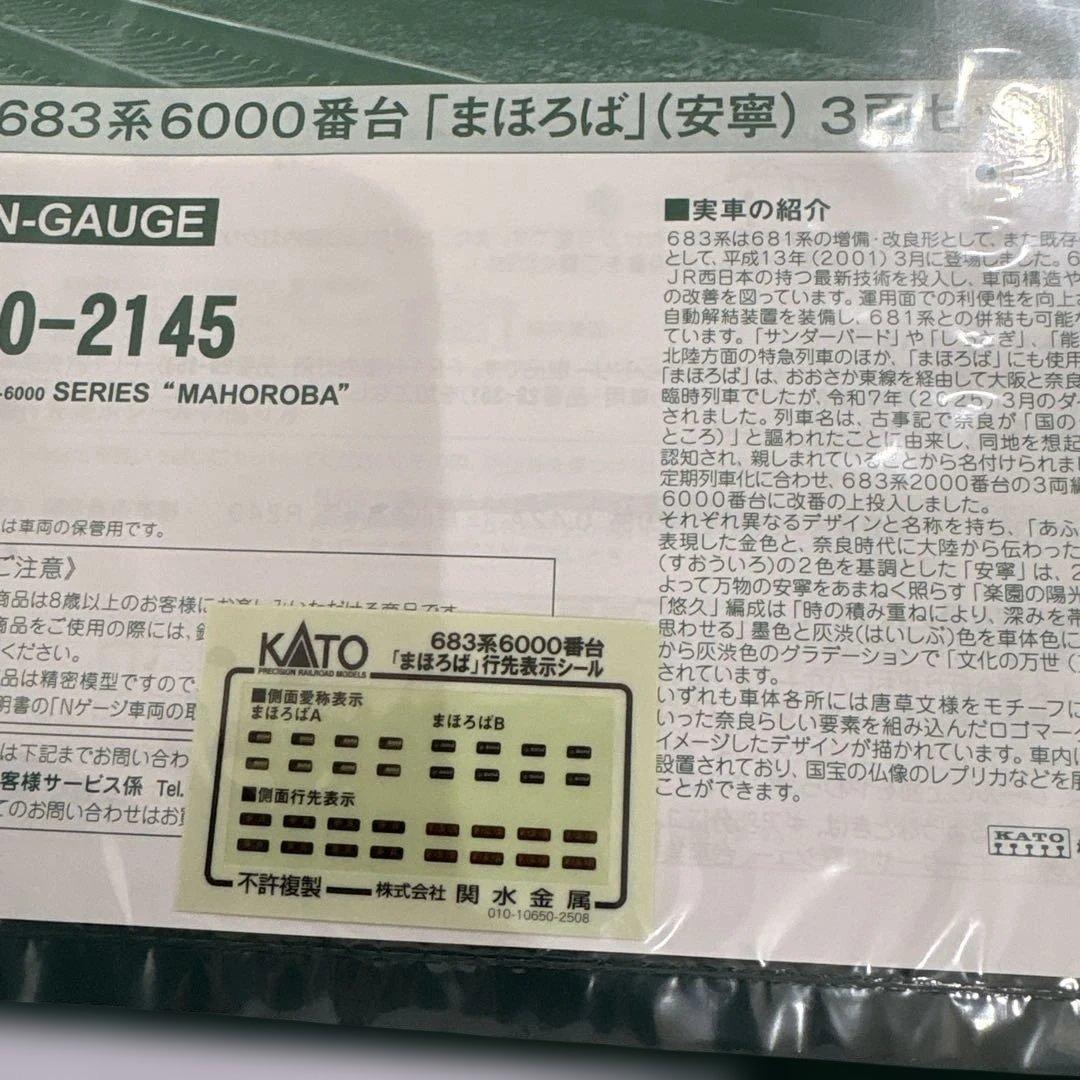 683系6000番台「まほろば」(安寧) 3両セ
N-GAUGE
0-2145
-6000 SERIES “MAHOROBA”
は車両の保管用です。
ご注意》
商品は8歳以上のお客様にお楽しみいただける商品です
商品をご使用の際には、
ください。
品は精密模型ですので
明書の「Nゲージ車両の取
は下記までお問い合わ
客様サービス係 Tel.
てのお問い合わせはお
■実車の紹介
683系は681系の増備・改良形として、また既存
として、平成13年(2001)3月に登場しました。6
JR西日本の持つ最新技術を投入し、車両構造や
の改善を図っています。運用面での利便性を向上
自動解結装置を装備し、681系との併結も可能な
ています。「サンダーバード」や「しらさぎ」、「能
北陸方面の特急列車のほか、「まほろば」にも使用
「まほろば」は、おおさか東線を経由して大阪と奈良
臨時列車でしたが、令和7年(2025)3月のダ
されました。列車名は、古事記で奈良が「国の
ところ)」と謳われたことに由来し、同地を想起
認知され、親しまれていることから名付けられまし
定期列車化に合わせ、683系2000番台の3両編
6000番台に改番の上投入しました。
それぞれ異なるデザインと名称を持ち、「あふ
表現した金色と、奈良時代に大陸から伝わった
(すおういろ)の2色を基調とした「安寧」は、2
よって万物の安寧をあまねく照らす「楽園の陽光
「悠久」編成は「時の積み重ねにより、深みを帯
思わせる」墨色と灰渋(はいしぶ)色を車体色に
から灰渋色のグラデーションで「文化の万世(
されています。
いずれも車体各所には唐草文様をモチーフに
いった奈良らしい要素を組み込んだロゴマーク
イメージしたデザインが描かれています。車内に
設置されており、国宝の仏像のレプリカなどを展
ことができます。
KATO
KATO
PRECISION RAILROAD MODELS
683系6000番台
「まほろば」行先表示シール
■側面愛称表示
まほろばA
まほろばB
■側面行先表示
不許複製
株式会社 関水金属
010-10650-2508